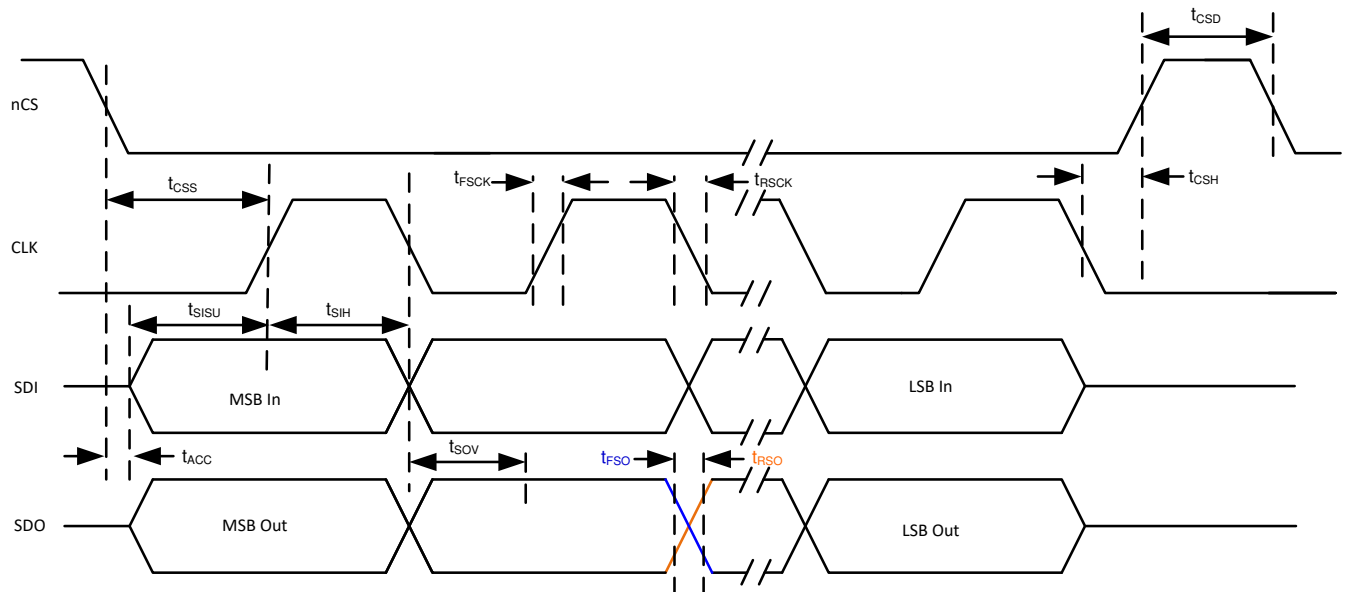 tCSD
nCS
tCSS
tFSCK
tRSCK
tCSH
CLK
tSISU
tSIH
SDI
MSB In
LSB In
tACC
tSOV
tFSO
tRSO
SDO
MSB Out
LSB Out